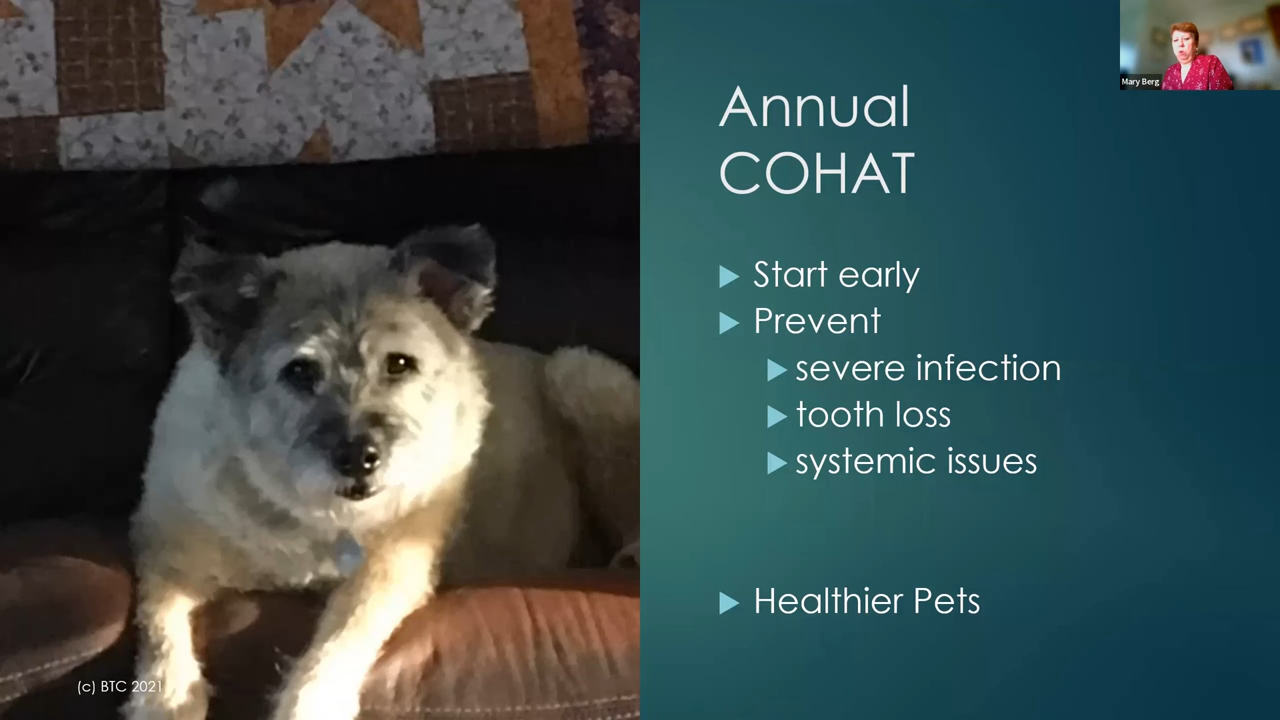 Annual
COHAT
Start early
Prevent
severe infection
tooth loss
systemic issues
Healthier Pets
Mary Berg
(c) BTC 2021